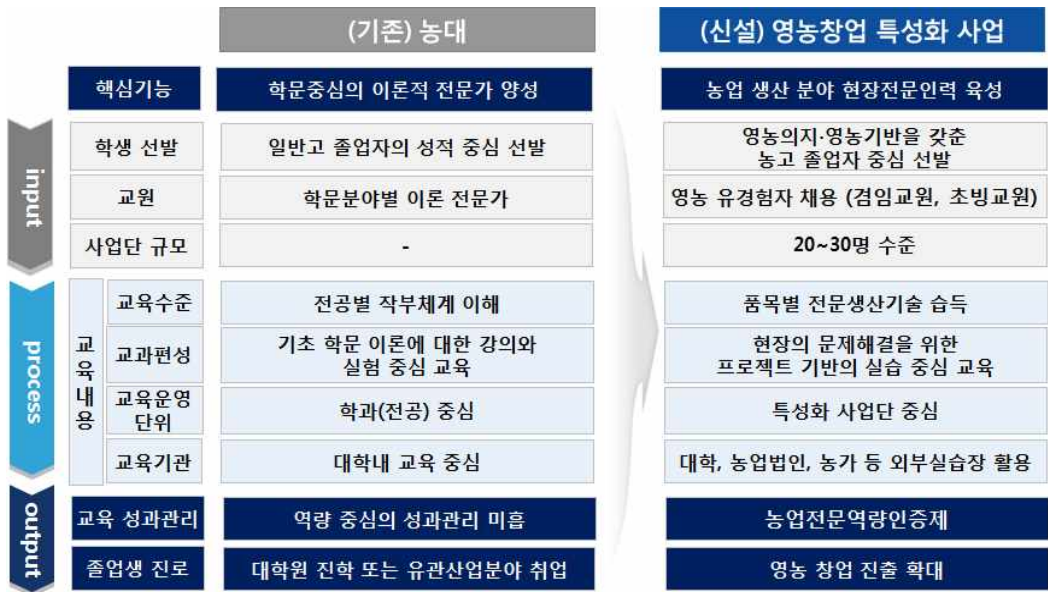 (기존) 농대
(신설) 영농창업 특성화 사업
핵심기능
학문중심의 이론적 전문가 양성
농업 생산 분야 현장전문인력 육성
input
학생 선발
일반고 졸업자의 성적 중심 선발
영농의지·영농기반을 갖춘
농고 졸업자 중심 선발
교원
학문분야별 이론 전문가
영농 유경험자 채용 (겸임교원, 초빙교원)
사업단 규모
-
20~30명 수준
process
교육내용
교육수준
전공별 작부체계 이해
품목별 전문생산기술 습득
교과편성
기초 학문 이론에 대한 강의와
실험 중심 교육
현장의 문제해결을 위한
프로젝트 기반의 실습 중심 교육
교육운영
단위
학과(전공) 중심
특성화 사업단 중심
교육기관
대학내 교육 중심
대학, 농업법인, 농가 등 외부실습장 활용
output
교육 성과관리
역량 중심의 성과관리 미흡
농업전문역량인증제
졸업생 진로
대학원 진학 또는 유관산업분야 취업
영농 창업 진출 확대